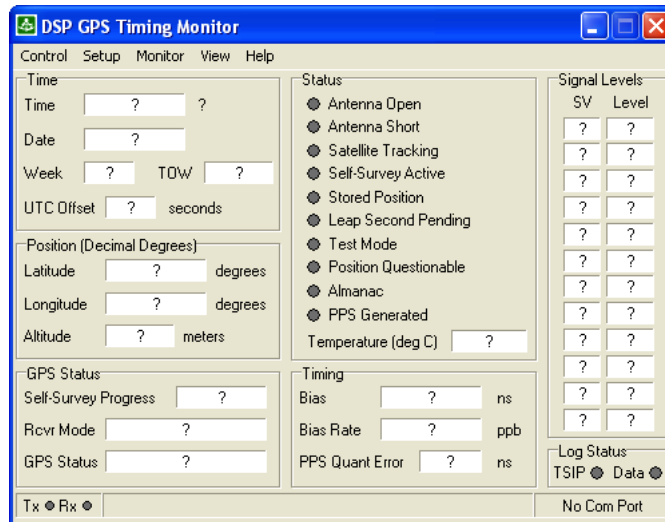 DSP GPS Timing Monitor
Control Setup Monitor View Help
Time
Time ? ?
Date ?
Week ? TOW ?
UTC Offset ? seconds
Position (Decimal Degrees)
Latitude ? degrees
Longitude ? degrees
Altitude ? meters
GPS Status
Self-Survey Progress ?
Rcvr Mode ?
GPS Status ?
Status
Antenna Open
Antenna Short
Satellite Tracking
Self-Survey Active
Stored Position
Leap Second Pending
Test Mode
Position Questionable
Almanac
PPS Generated
Temperature (deg C) ?
Timing
Bias ? ns
Bias Rate ? ppb
PPS Quant Error ? ns
Signal Levels
SV Level
? ?
? ?
? ?
? ?
? ?
? ?
? ?
? ?
? ?
? ?
? ?
? ?
Log Status
TSIP Data
Tx Rx
No Com Port